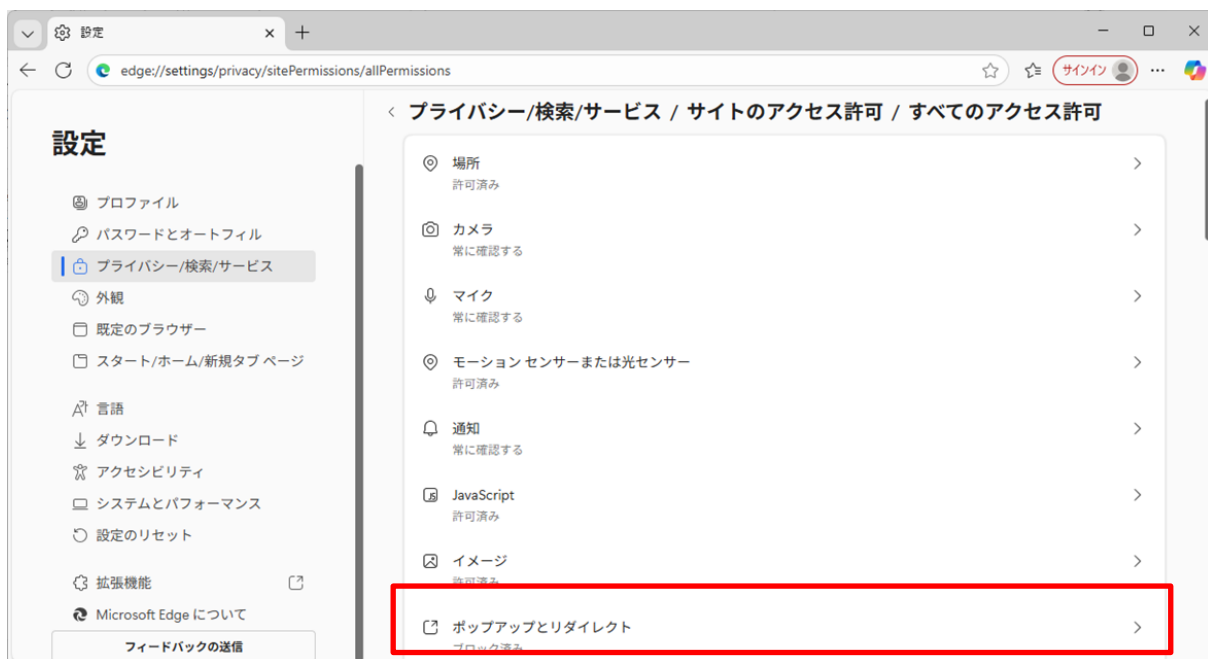 設定
edge://settings/privacy/sitePermissions/allPermissions
サインイン
設定
プロファイル
パスワードとオートフィル
プライバシー/検索/サービス
外観
既定のブラウザー
スタート/ホーム/新規タブ ページ
言語
ダウンロード
アクセシビリティ
システムとパフォーマンス
設定のリセット
拡張機能
Microsoft Edge について
フィードバックの送信
プライバシー/検索/サービス / サイトのアクセス許可 / すべてのアクセス許可
場所
許可済み
カメラ
常に確認する
マイク
常に確認する
モーション センサーまたは光センサー
許可済み
通知
常に確認する
JavaScript
許可済み
イメージ
許可済み
ポップアップとリダイレクト
ブロック済み